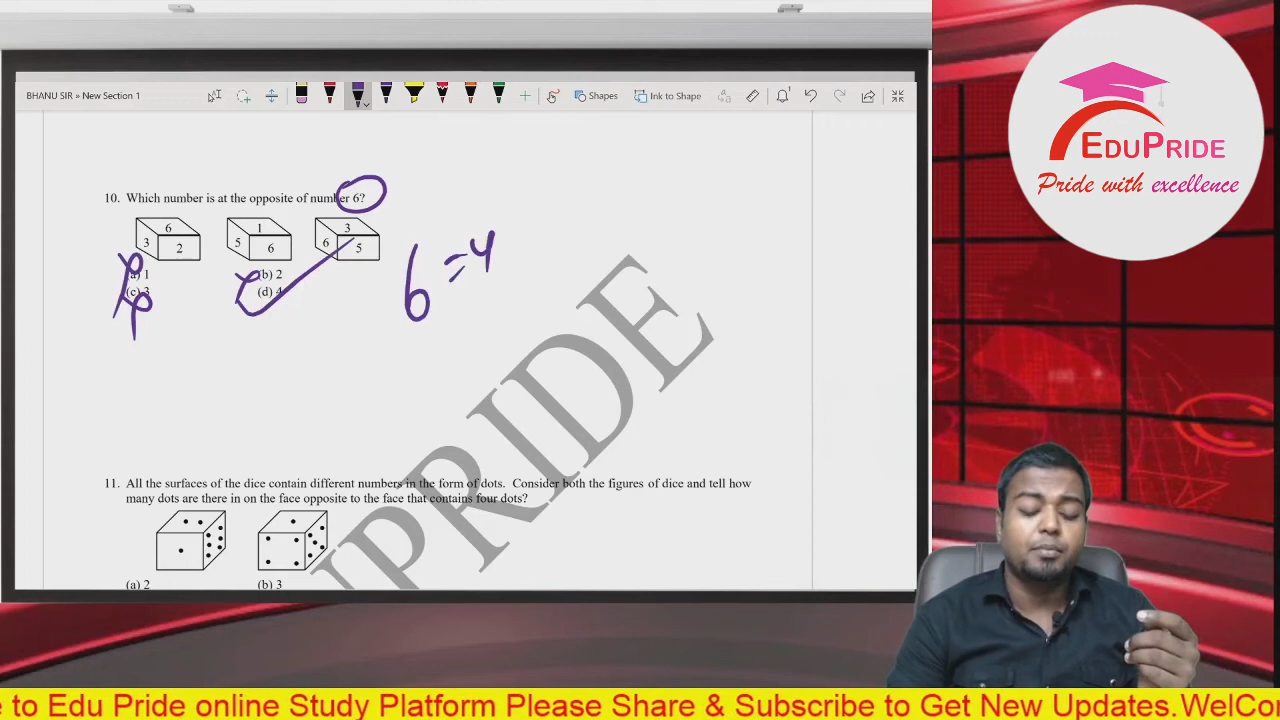 BHANU SIR » New Section 1
Shapes
Ink to Shape
EDUPRIDE
Pride with excellence
10. Which number is at the opposite of number 6?
6 1 3
3 2 5 6 6 5
6 = 4
(a) 1 (b) 2
(c) 3 (d) 4
11. All the surfaces of the dice contain different numbers in the form of dots. Consider both the figures of dice and tell how
many dots are there in on the face opposite to the face that contains four dots?
(a) 2 (b) 3
UPRIDE
e to Edu Pride online Study Platform Please Share & Subscribe to Get New Updates.WelCo